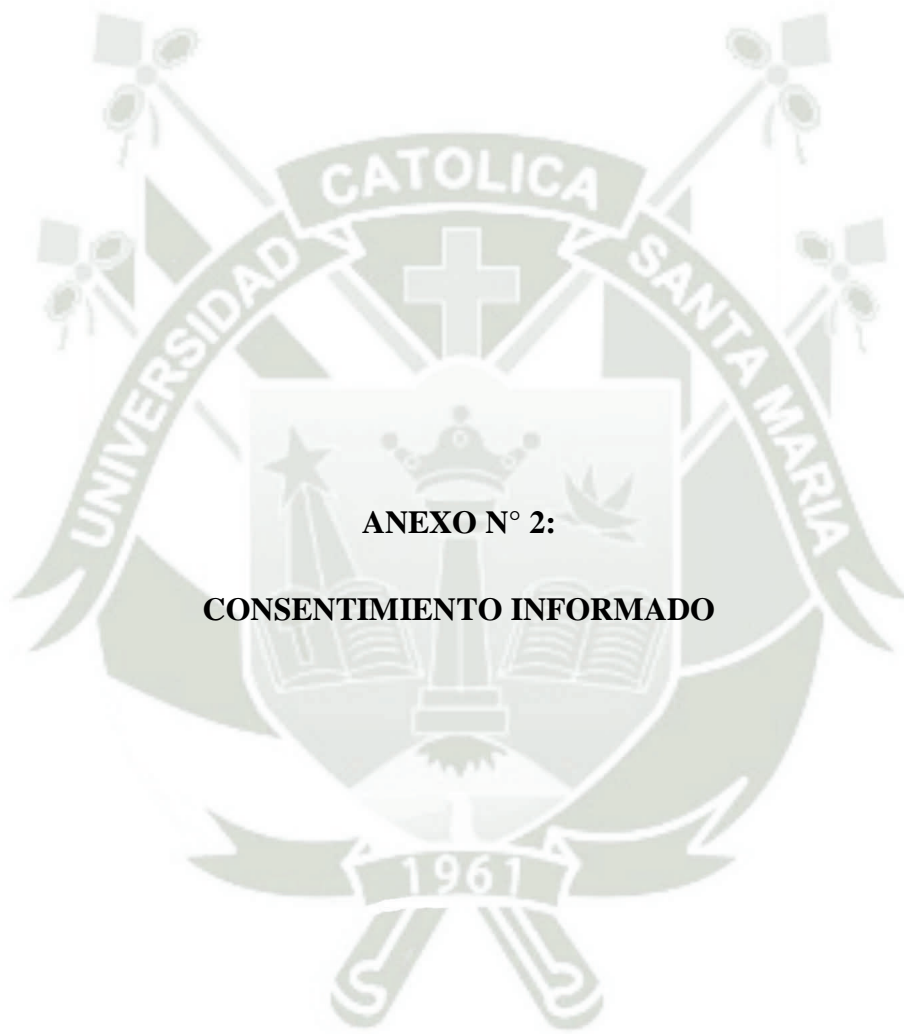 UNIVERSIDAD CATOLICA SANTA MARIA
ANEXO N° 2:
CONSENTIMIENTO INFORMADO
1961